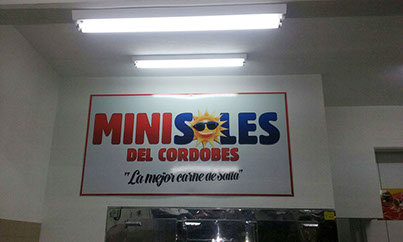 MINISOLES
DEL CORDOBES
"La mejor carne de salta"